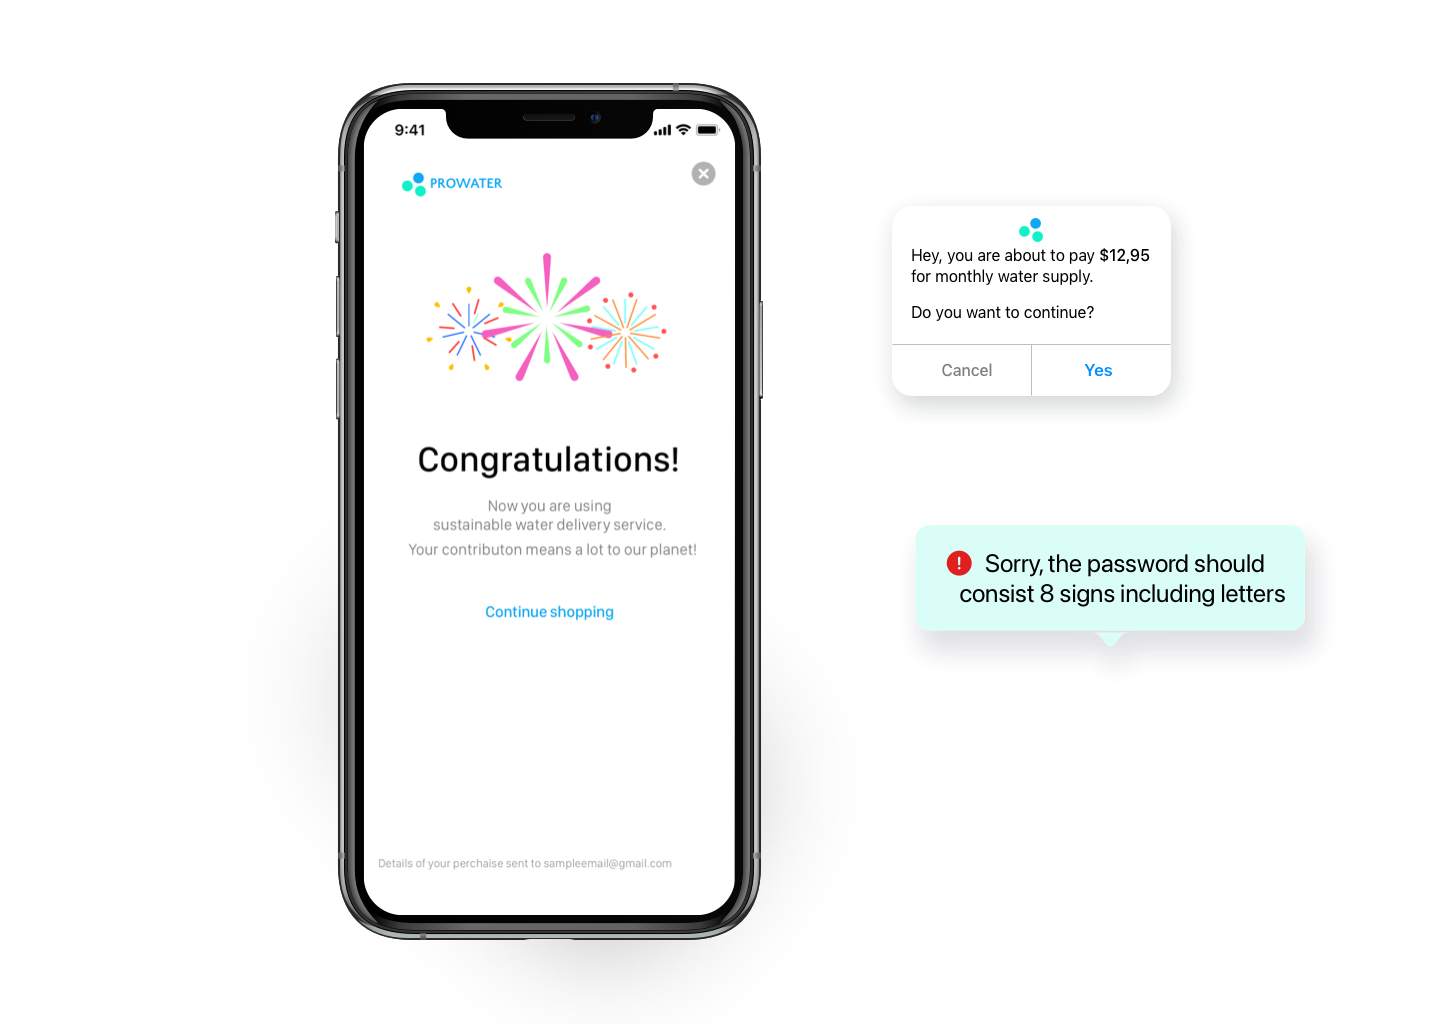 9:41
PROWATER
Congratulations!
Now you are using
sustainable water delivery service.
Your contributon means a lot to our planet!
Continue shopping
Details of your perchaise sent to sampleemail@gmail.com
Hey, you are about to pay $12,95
for monthly water supply.
Do you want to continue?
Cancel
Yes
Sorry, the password should
consist 8 signs including letters